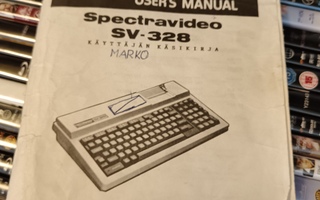 USER'S MANUAL
Spectravideo
SV-328
KÄYTTÄJÄN KÄSIKIRJA
MARKO